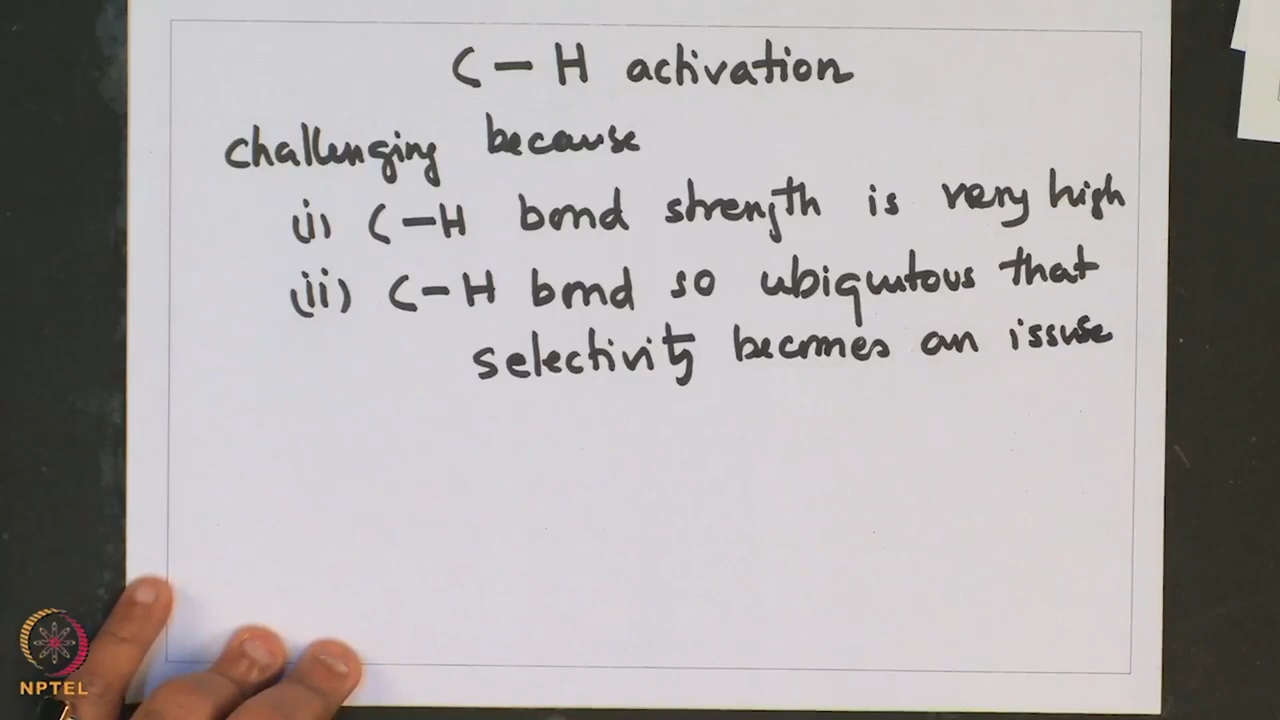 C-H activation
challenging because
(i) C-H bond strength is very high
(ii) C-H bond so ubiquitous that
selectivity becomes an issue
NPTEL